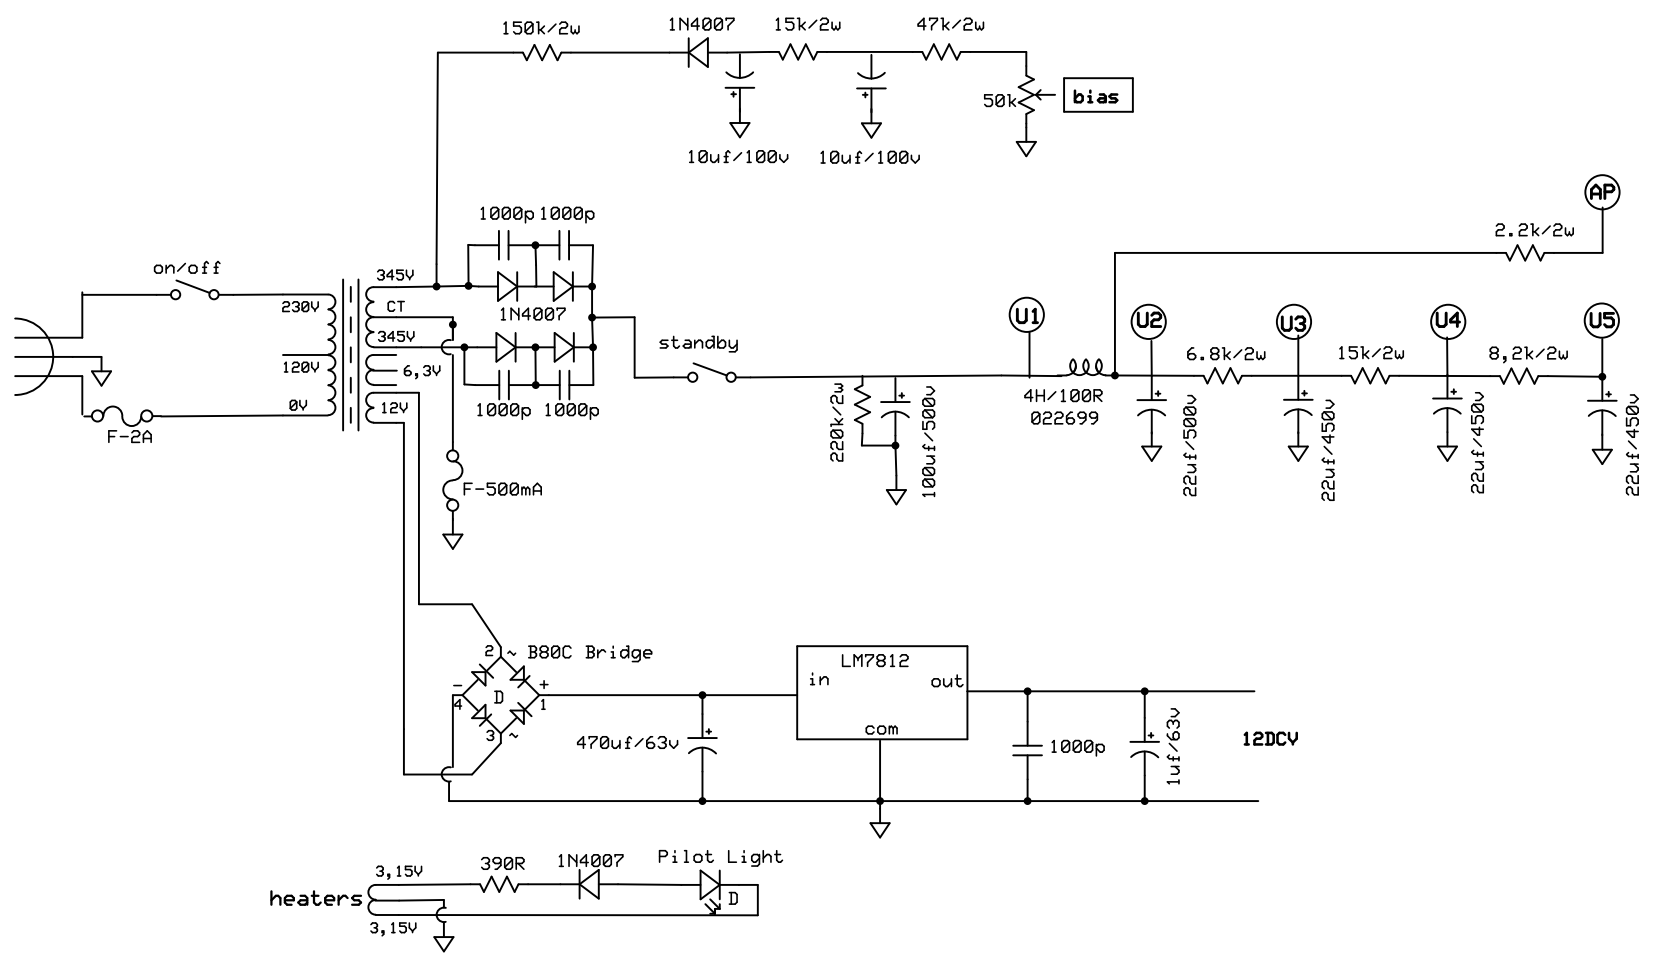 150k/2w
1N4007
15k/2w
47k/2w
50k
bias
+
+
10uf/100v
10uf/100v
AP
2.2k/2w
1000p 1000p
on/off
230V
120V
0V
F-2A
345V
CT
345V
6,3V
12V
1N4007
1000p 1000p
F-500mA
standby
220k/2w
+
100uf/500v
U1
4H/100R
022699
U2
+
22uf/500v
6.8k/2w
U3
+
22uf/450v
15k/2w
U4
+
22uf/450v
8,2k/2w
U5
+
22uf/450v
2 ~ B80C Bridge
-
4
D
+
1
3 ~
470uf/63v
+
LM7812
in
out
com
1000p
+
1uf/63v
12DCV
heaters
3,15V
3,15V
390R
1N4007
Pilot Light
D